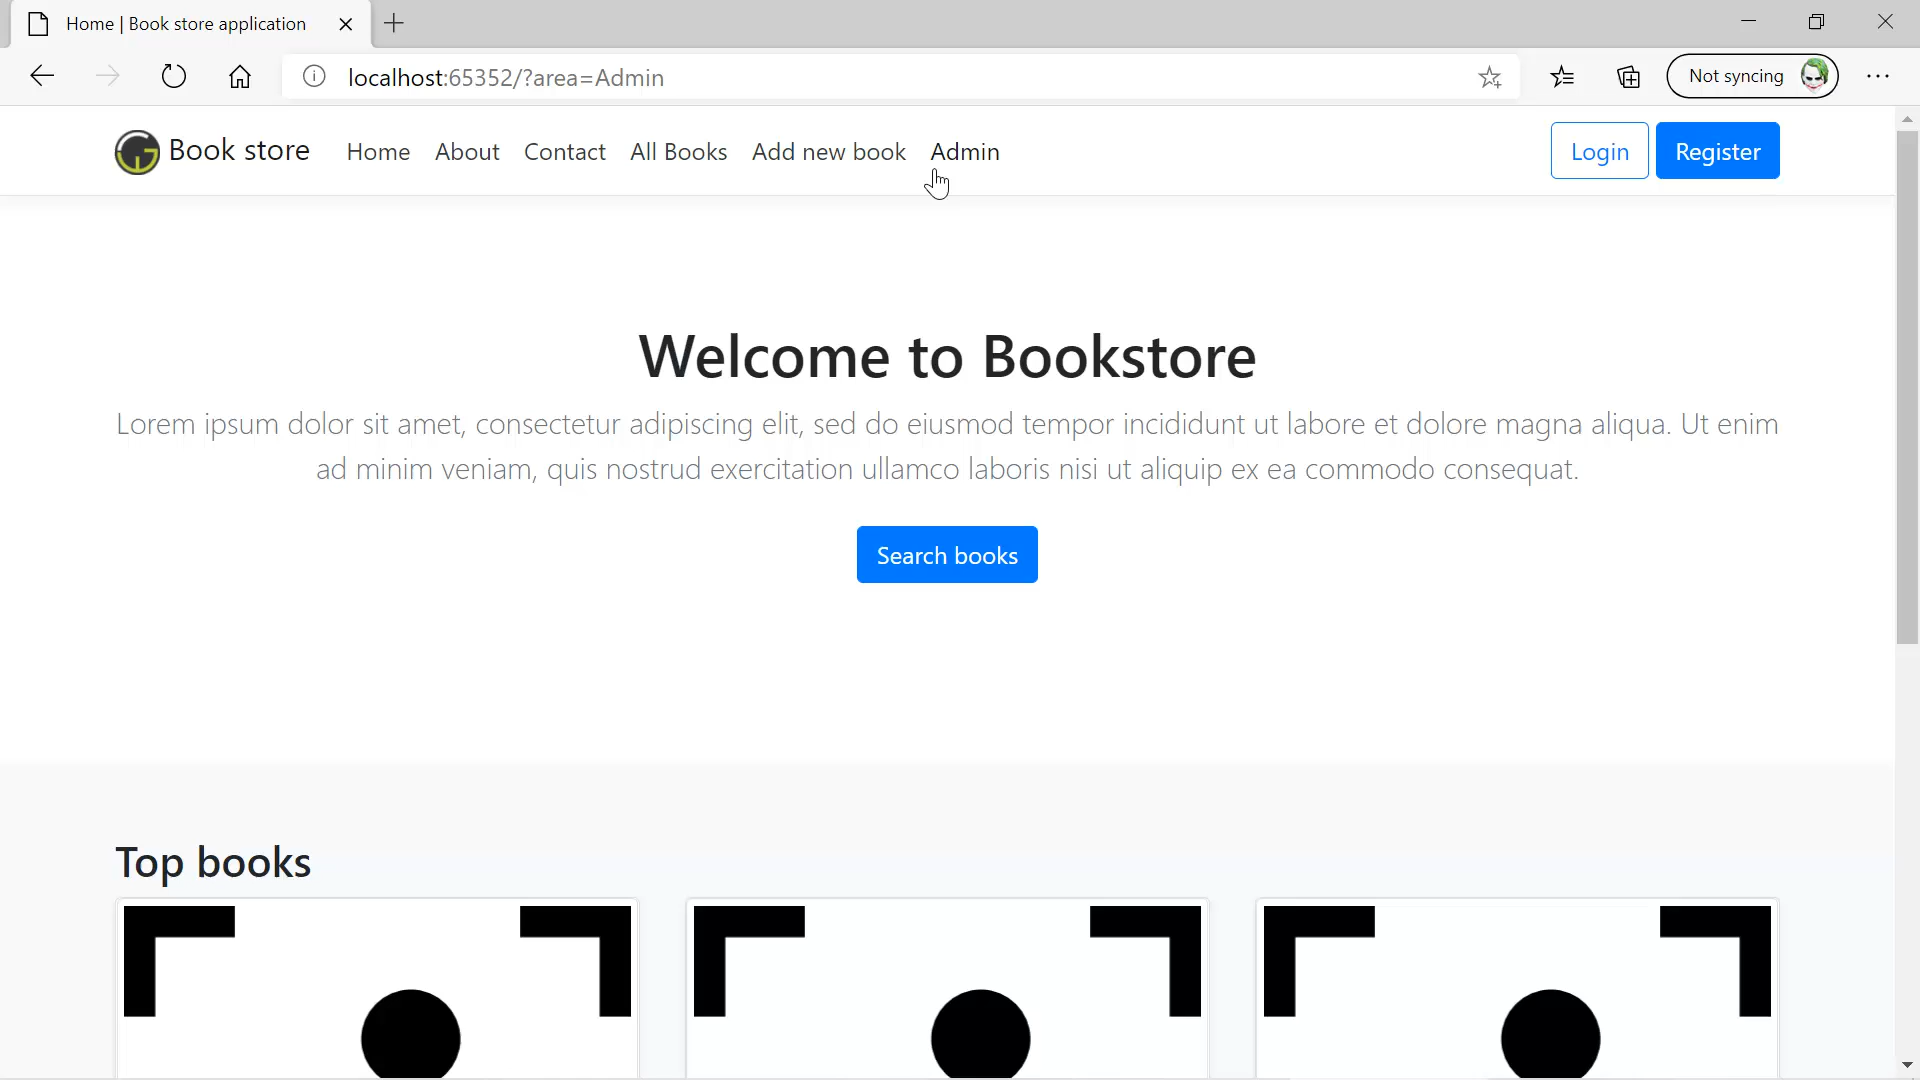 Home | Book store application
localhost:65352/?area=Admin
Not syncing
Book store
Home
About
Contact
All Books
Add new book
Admin
Login
Register
Welcome to Bookstore
Lorem ipsum dolor sit amet, consectetur adipiscing elit, sed do eiusmod tempor incididunt ut labore et dolore magna aliqua. Ut enim
ad minim veniam, quis nostrud exercitation ullamco laboris nisi ut aliquip ex ea commodo consequat.
Search books
Top books